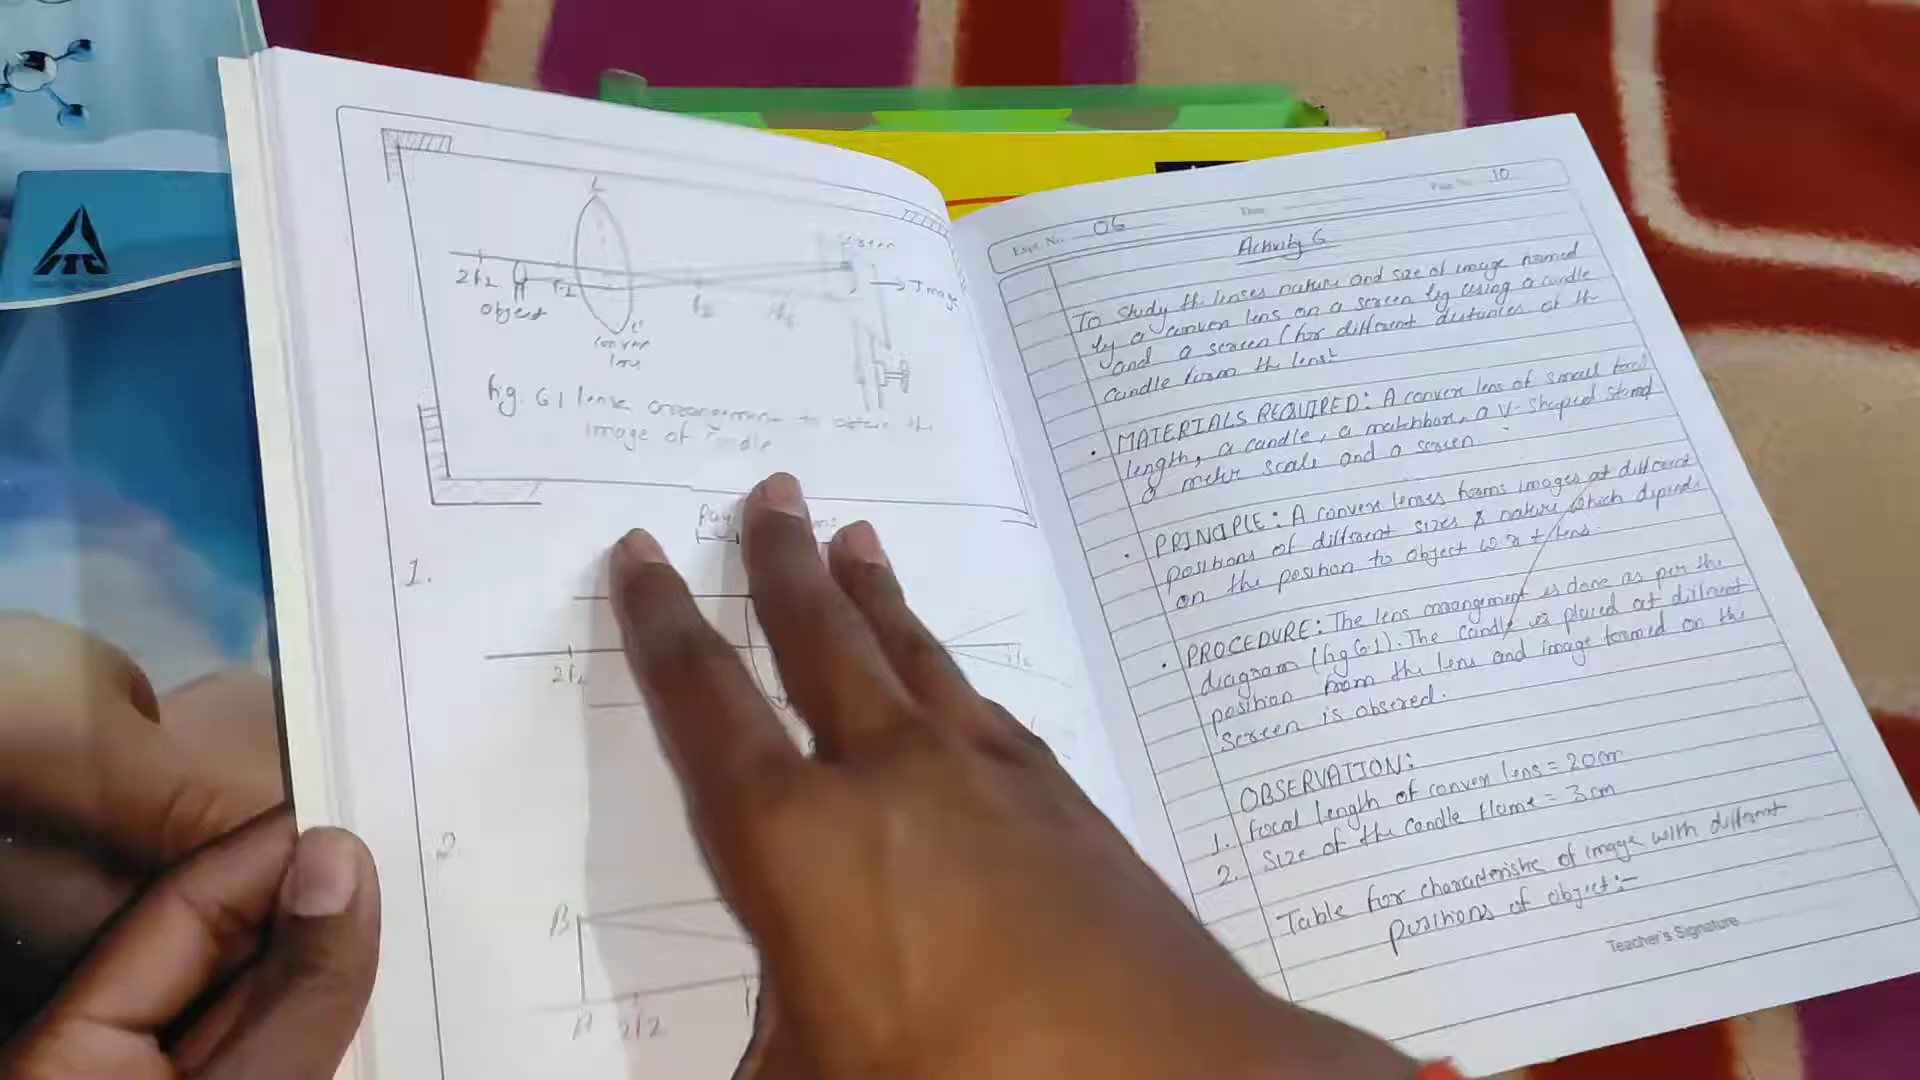 ITC
L
Screen
2f1
f1
Object
Image
f2
L'
convex
lens
fig. 6.1 lense arrangement to obtain the
image of candle
Ray
1.
2f2
2.
B
A
2f2
Expt. No. 06
Date
Page No. 10
Activity 6
To study the lenses nature and size of image formed
by a convex lens on a screen by using a candle
and a screen (for different distances of the
candle form the lens)
• MATERIALS REQUIRED: A convex lens of small focal
length, a candle, a matchbox, a V-shaped stand
a metre scale and a screen
• PRINCIPLE: A convex lenses forms images at different
positions of different sizes & nature which depends
on the position to object w.r.t lens.
• PROCEDURE: The lens arrangement is done as per the
diagram (fig 6.1). The candle is placed at different
position from the lens and image formed on the
screen is obsered.
OBSERVATION:
1. focal length of convex lens = 20cm
2. Size of the candle flame = 3cm
Table for characteristic of image with different
positions of object:-
Teacher's Signature